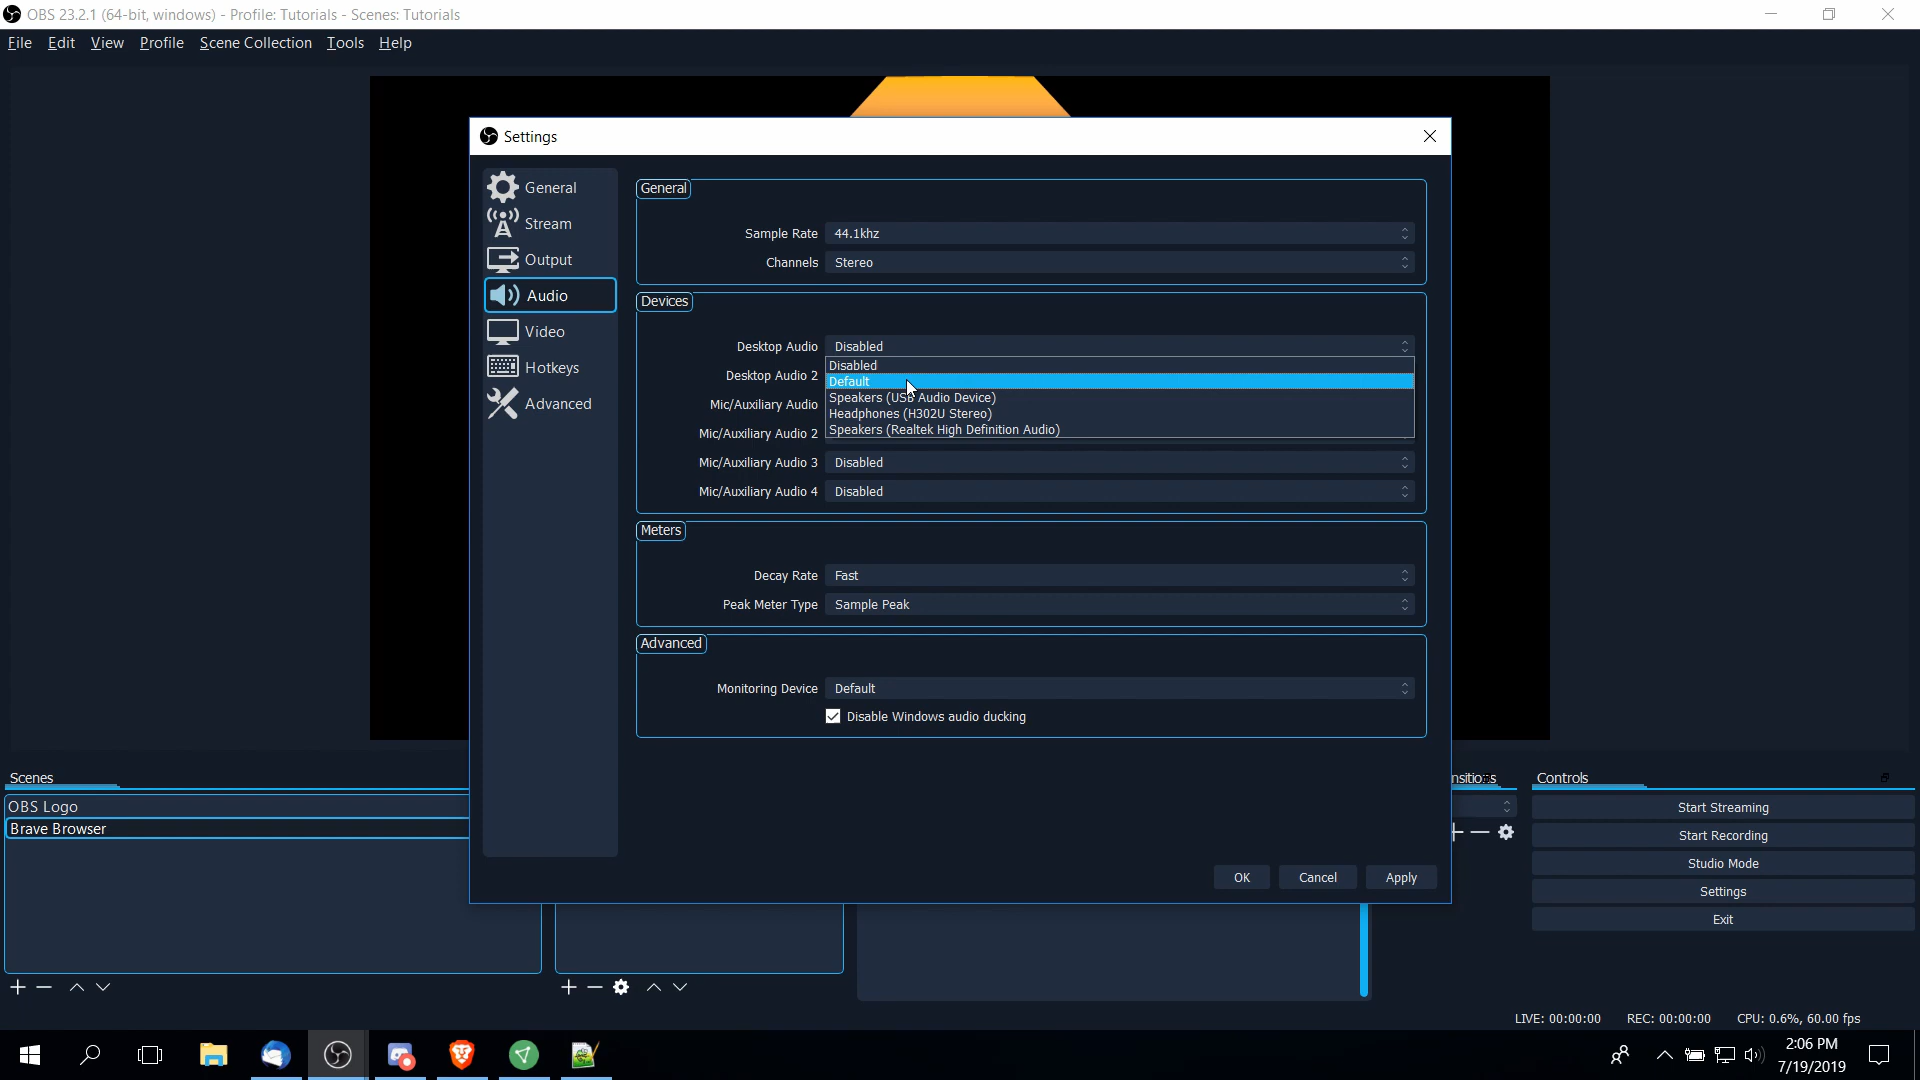 OBS 23.2.1 (64-bit, windows) - Profile: Tutorials - Scenes: Tutorials
File Edit View Profile Scene Collection Tools Help
Settings
General
Stream
Output
Audio
Video
Hotkeys
Advanced
General
Sample Rate 44.1khz
Channels Stereo
Devices
Desktop Audio Disabled
Disabled
Default
Speakers (USB Audio Device)
Headphones (H302U Stereo)
Speakers (Realtek High Definition Audio)
Desktop Audio 2
Mic/Auxiliary Audio
Mic/Auxiliary Audio 2
Mic/Auxiliary Audio 3 Disabled
Mic/Auxiliary Audio 4 Disabled
Meters
Decay Rate Fast
Peak Meter Type Sample Peak
Advanced
Monitoring Device Default
Disable Windows audio ducking
OK Cancel Apply
Scenes
OBS Logo
Brave Browser
nsitions
Controls
Start Streaming
Start Recording
Studio Mode
Settings
Exit
LIVE: 00:00:00 REC: 00:00:00 CPU: 0.6%, 60.00 fps
2:06 PM
7/19/2019